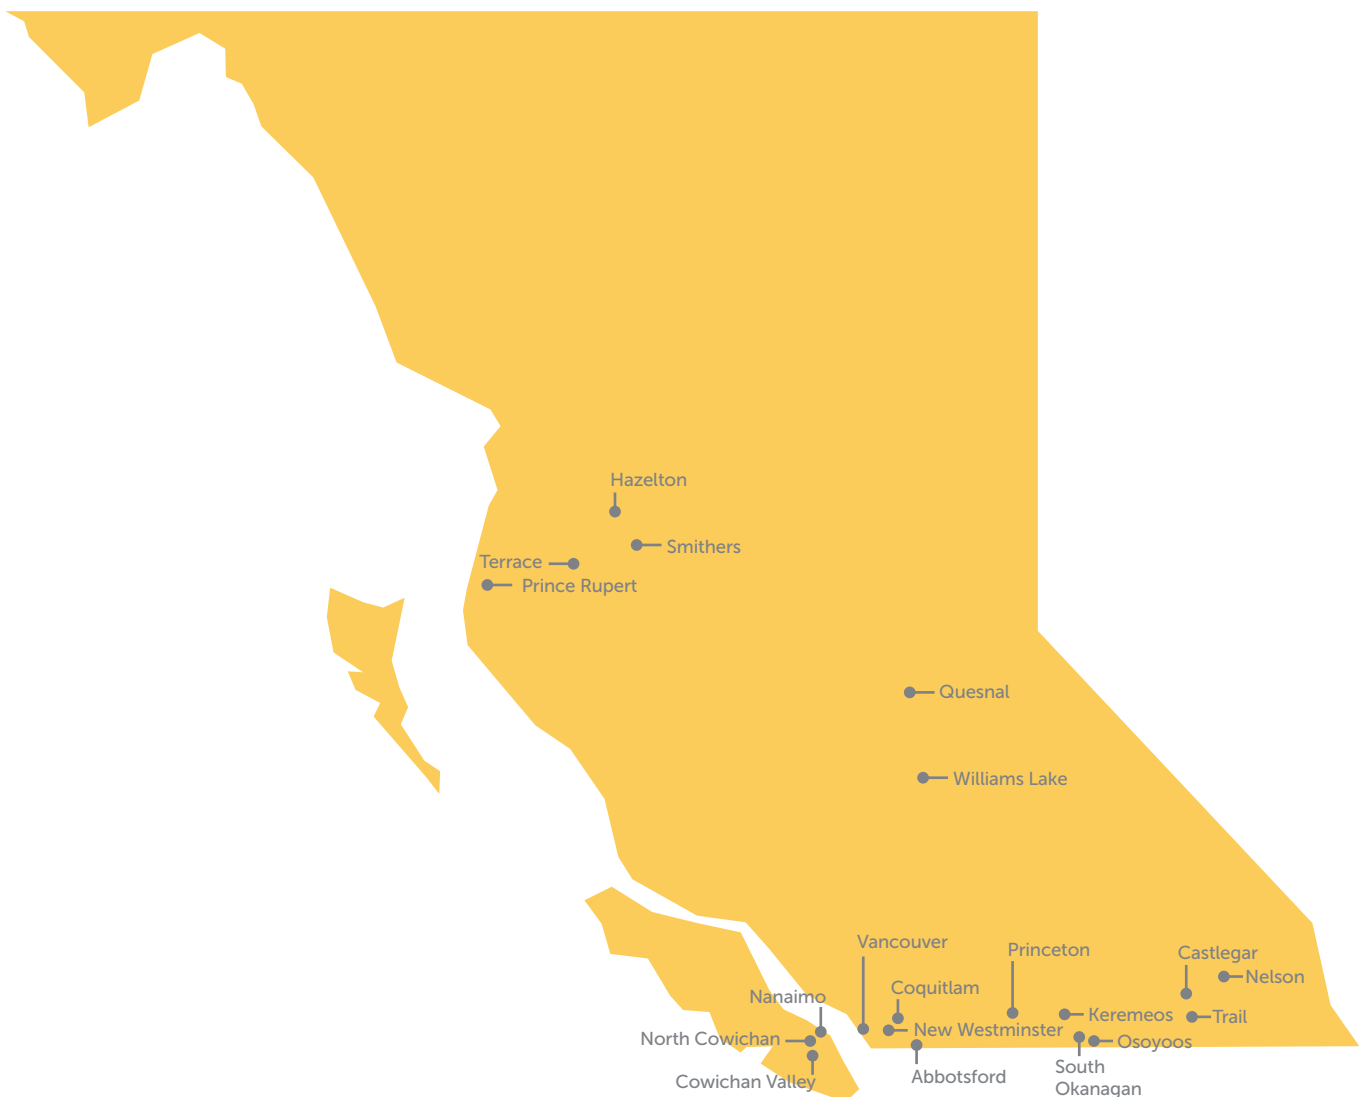 Hazelton
Smithers
Terrace
Prince Rupert
Quesnal
Williams Lake
Vancouver
Princeton
Castlegar
Nelson
Coquitlam
Nanaimo
Keremeos
Trail
New Westminster
North Cowichan
Osoyoos
South
Okanagan
Abbotsford
Cowichan Valley